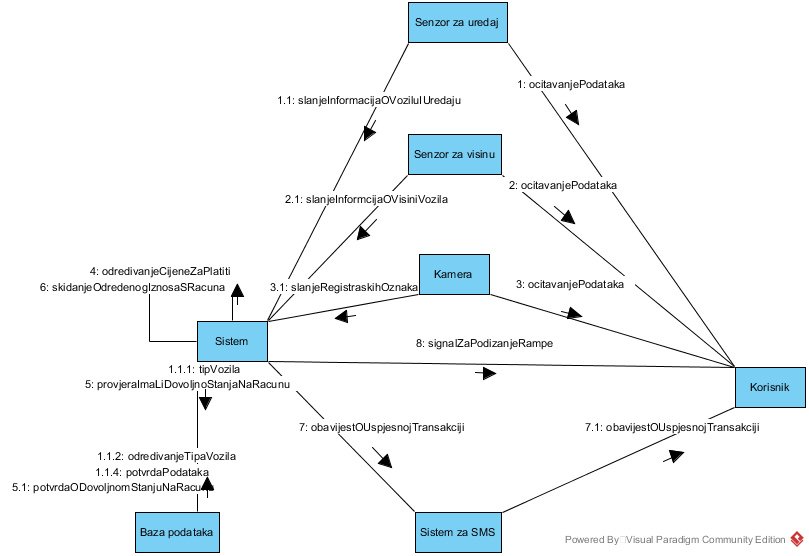 Senzor za uredaj
1: ocitavanjePodataka
1.1: slanjeInformacijaOVoziluIUredaju
Senzor za visinu
2: ocitavanjePodataka
2.1: slanjeInformcijaOVisiniVozila
4: odredivanjeCijeneZaPlatiti
Kamera
6: skidanjeOdredenogIznosaSRacuna
3.1: slanjeRegistraskihOznaka
3: ocitavanjePodataka
Sistem
8: signalZaPodizanjeRampe
1.1.1: tipVozila
5: provjeraImaLiDovoljnoStanjaNaRacunu
Korisnik
7: obavijestOUspjesnojTransakciji
7.1: obavijestOUspjesnojTransakciji
1.1.2: odredivanjeTipaVozila
1.1.4: potvrdaPodataka
5.1: potvrdaODovoljnomStanjuNaRacunu
Baza podataka
Sistem za SMS
Powered By Visual Paradigm Community Edition